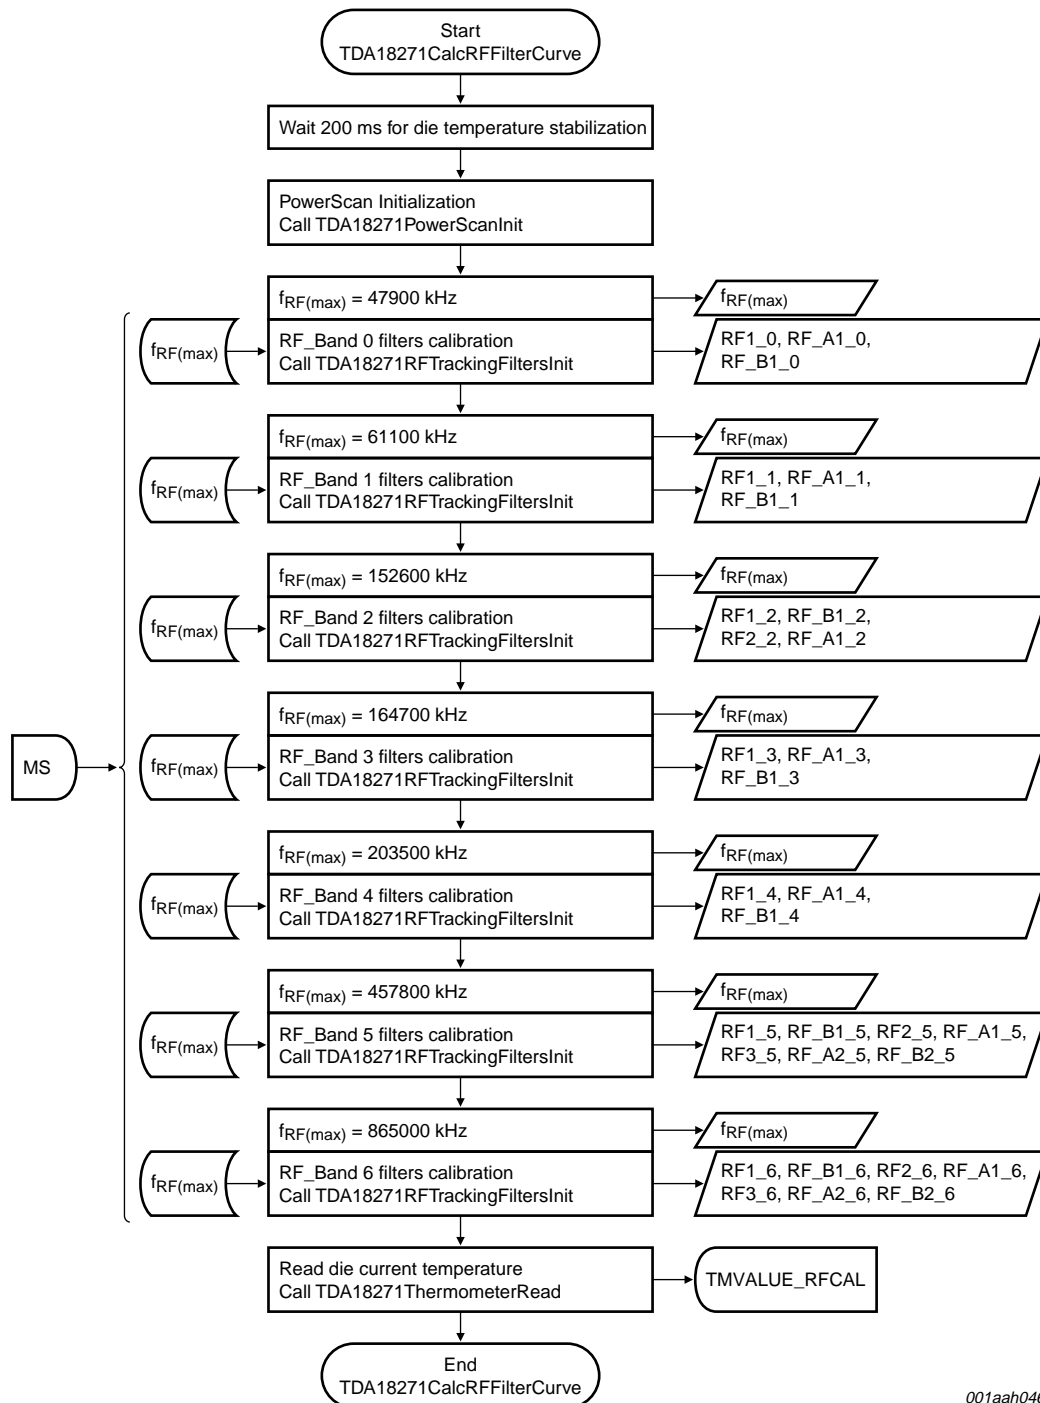 Start
TDA18271CalcRFFilterCurve
Wait 200 ms for die temperature stabilization
PowerScan Initialization
Call TDA18271PowerScanInit
fRF(max) = 47900 kHz
fRF(max)
fRF(max)
RF_Band 0 filters calibration
Call TDA18271RFTrackingFiltersInit
RF1_0, RF_A1_0,
RF_B1_0
fRF(max) = 61100 kHz
fRF(max)
fRF(max)
RF_Band 1 filters calibration
Call TDA18271RFTrackingFiltersInit
RF1_1, RF_A1_1,
RF_B1_1
fRF(max) = 152600 kHz
fRF(max)
fRF(max)
RF_Band 2 filters calibration
Call TDA18271RFTrackingFiltersInit
RF1_2, RF_B1_2,
RF2_2, RF_A1_2
fRF(max) = 164700 kHz
fRF(max)
MS
fRF(max)
RF_Band 3 filters calibration
Call TDA18271RFTrackingFiltersInit
RF1_3, RF_A1_3,
RF_B1_3
fRF(max) = 203500 kHz
fRF(max)
fRF(max)
RF_Band 4 filters calibration
Call TDA18271RFTrackingFiltersInit
RF1_4, RF_A1_4,
RF_B1_4
fRF(max) = 457800 kHz
fRF(max)
fRF(max)
RF_Band 5 filters calibration
Call TDA18271RFTrackingFiltersInit
RF1_5, RF_B1_5, RF2_5, RF_A1_5,
RF3_5, RF_A2_5, RF_B2_5
fRF(max) = 865000 kHz
fRF(max)
fRF(max)
RF_Band 6 filters calibration
Call TDA18271RFTrackingFiltersInit
RF1_6, RF_B1_6, RF2_6, RF_A1_6,
RF3_6, RF_A2_6, RF_B2_6
Read die current temperature
Call TDA18271ThermometerRead
TMVALUE_RFCAL
End
TDA18271CalcRFFilterCurve
001aah046